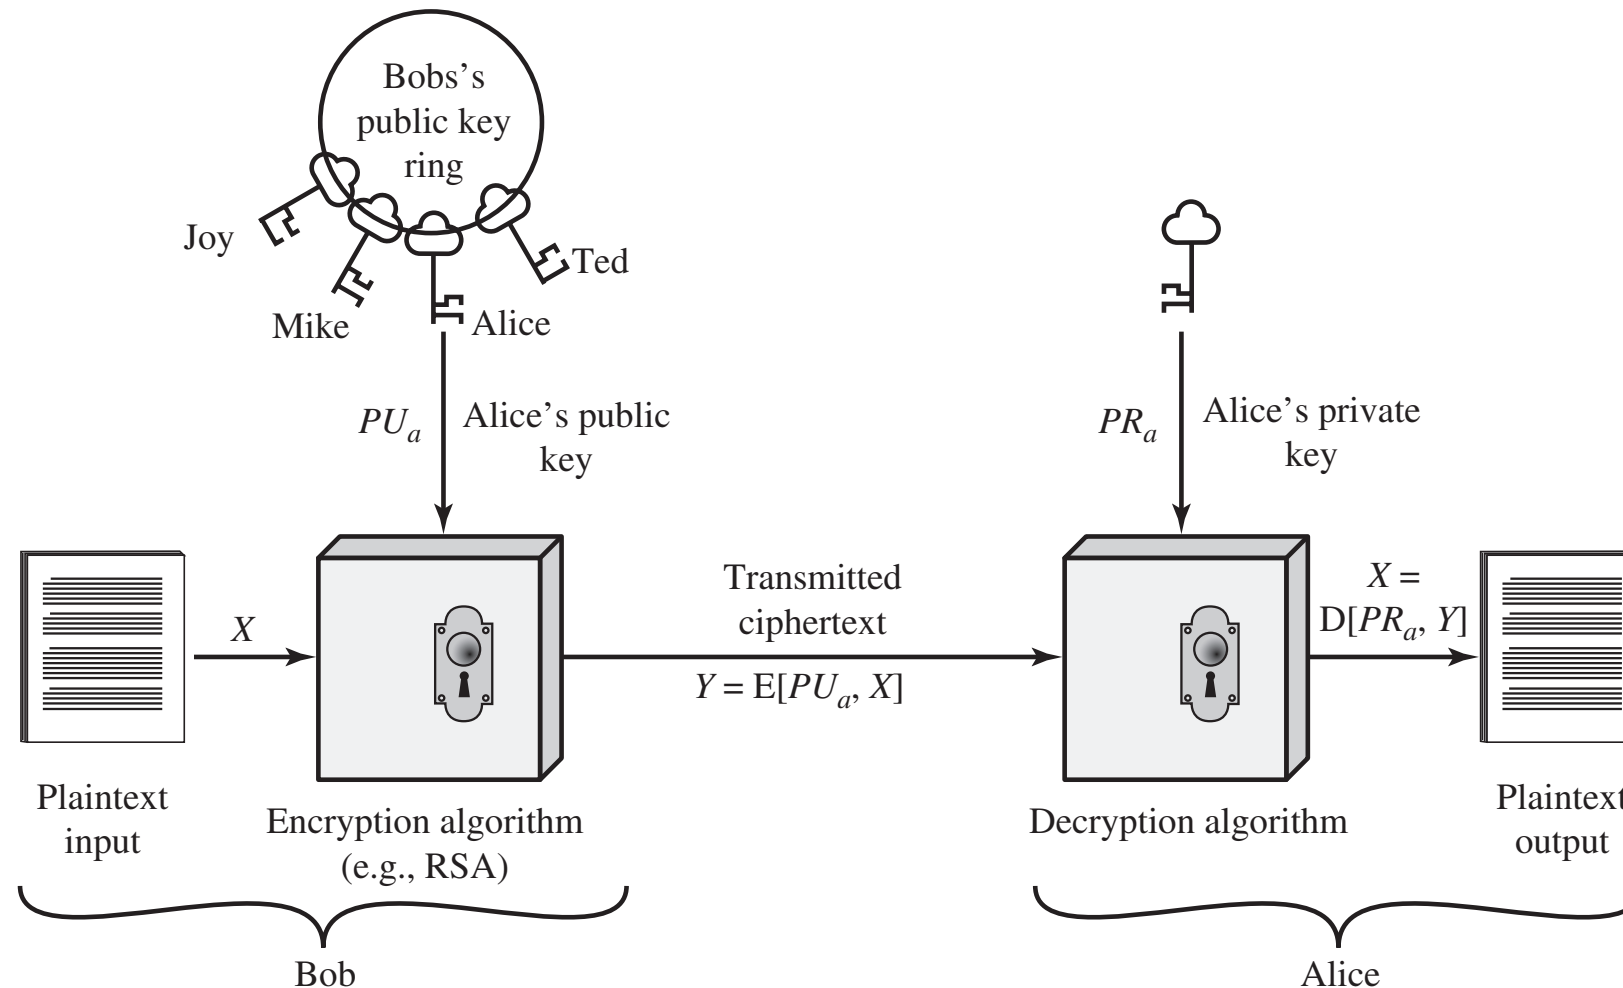 Bobs's
public key
ring
Joy
Ted
Mike
Alice
PUa
Alice's public
key
PRa
Alice's private
key
X
Transmitted
ciphertext
Y = E[PUa, X]
X =
D[PRa, Y]
Plaintext
input
Encryption algorithm
(e.g., RSA)
Decryption algorithm
Plaintext
output
Bob
Alice